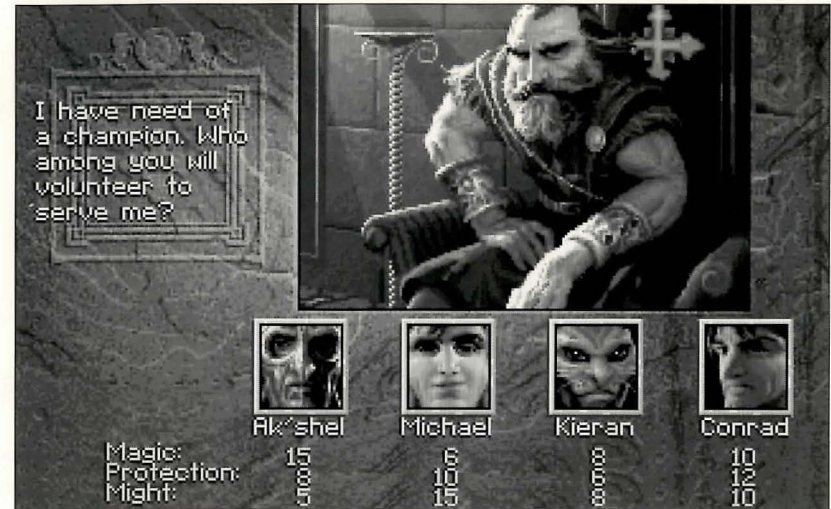 I have need of
a champion. Who
among you will
volunteer to
serve me?
Ak'shel Michael Kieran Conrad
Magic: 15 6 8 10
Protection: 8 10 6 12
Might: 5 15 8 10